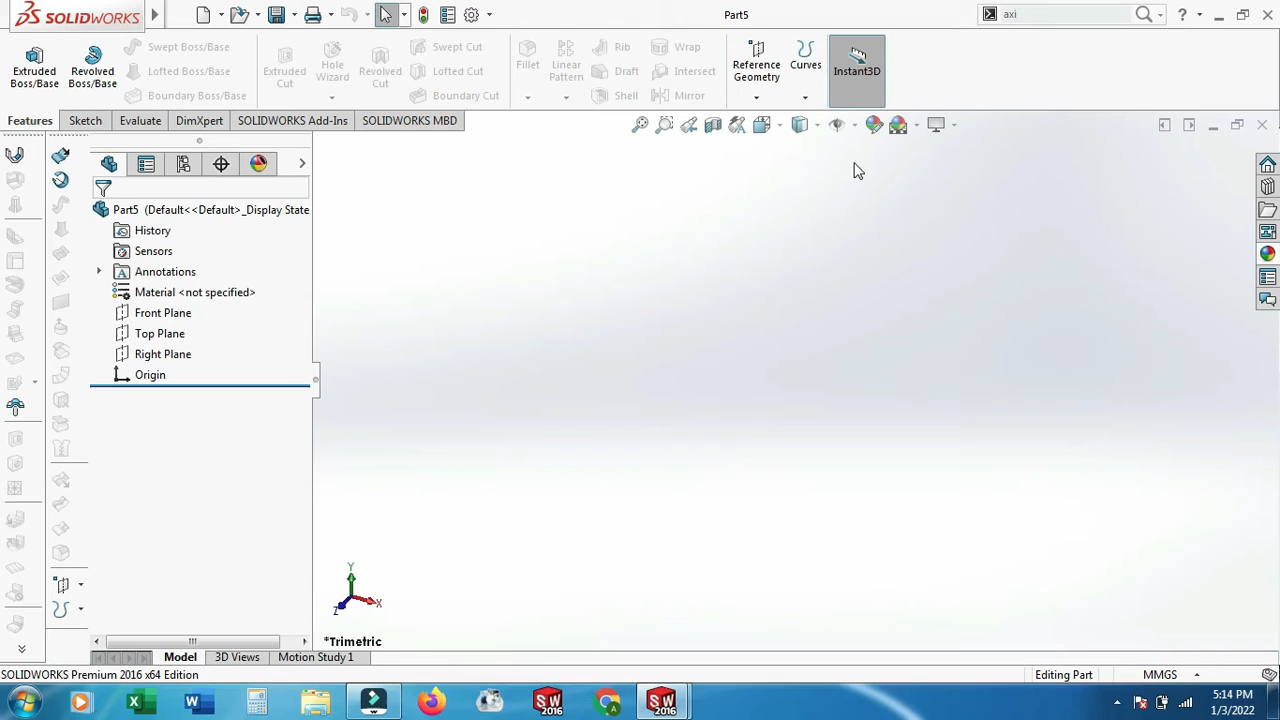 SOLIDWORKS
Part5
axi
?
Extruded Boss/Base
Revolved Boss/Base
Swept Boss/Base
Lofted Boss/Base
Boundary Boss/Base
Extruded Cut
Hole Wizard
Revolved Cut
Swept Cut
Lofted Cut
Boundary Cut
Fillet
Linear Pattern
Rib
Draft
Shell
Wrap
Intersect
Mirror
Reference Geometry
Curves
Instant3D
Features
Sketch
Evaluate
DimXpert
SOLIDWORKS Add-Ins
SOLIDWORKS MBD
Part5 (Default<<Default>_Display State
History
Sensors
A Annotations
Material <not specified>
Front Plane
Top Plane
Right Plane
Origin
Y
X
Z
*Trimetric
Model
3D Views
Motion Study 1
SOLIDWORKS Premium 2016 x64 Edition
Editing Part
MMGS
SW 2016
SW 2016
5:14 PM
1/3/2022